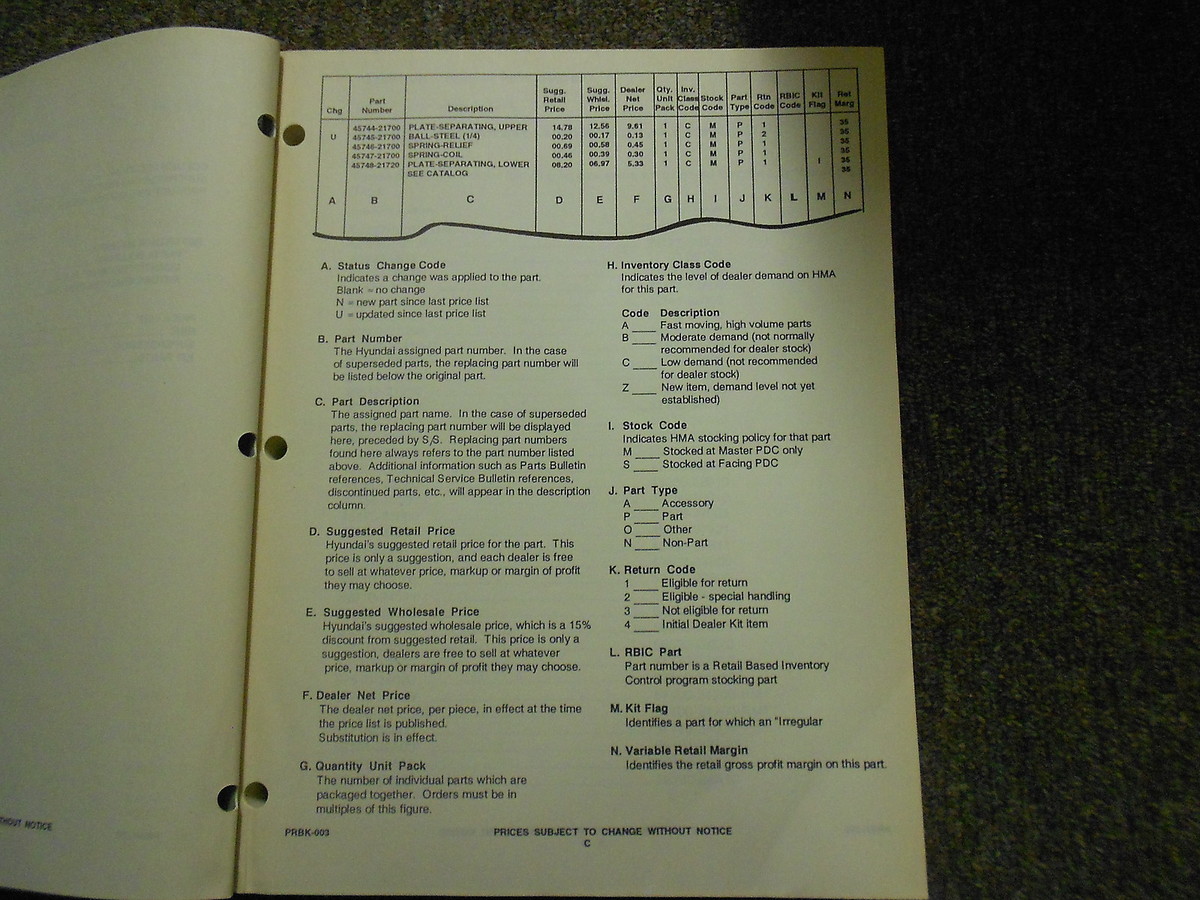 Chg Part Number Description Sugg. Retail Price Sugg. Whlsl. Price Dealer Net Price Qty. Unit Pack Inv. Class Code Stock Code Part Type Rtn Code RBIC Code Kit Flag Ret Marg
45744-21700 PLATE-SEPARATING, UPPER 14.78 12.56 9.61 1 C M P 1 35
U 45745-21700 BALL-STEEL (1/4) 00.20 00.17 0.13 1 C M P 2 35
45746-21700 SPRING-RELIEF 00.69 00.58 0.45 1 C M P 1 35
45747-21700 SPRING-COIL 00.46 00.39 0.30 1 C M P 1 35
45748-21720 PLATE-SEPARATING, LOWER 08.20 06.97 5.33 1 C M P 1 I 35
SEE CATALOG 35
A B C D E F G H I J K L M N
A. Status Change Code
Indicates a change was applied to the part.
Blank = no change
N = new part since last price list
U = updated since last price list
B. Part Number
The Hyundai assigned part number. In the case
of superseded parts, the replacing part number will
be listed below the original part.
C. Part Description
The assigned part name. In the case of superseded
parts, the replacing part number will be displayed
here, preceded by S/S. Replacing part numbers
found here always refers to the part number listed
above. Additional information such as Parts Bulletin
references, Technical Service Bulletin references,
discontinued parts, etc., will appear in the description
column.
D. Suggested Retail Price
Hyundai's suggested retail price for the part. This
price is only a suggestion, and each dealer is free
to sell at whatever price, markup or margin of profit
they may choose.
E. Suggested Wholesale Price
Hyundai's suggested wholesale price, which is a 15%
discount from suggested retail. This price is only a
suggestion, dealers are free to sell at whatever
price, markup or margin of profit they may choose.
F. Dealer Net Price
The dealer net price, per piece, in effect at the time
the price list is published.
Substitution is in effect.
G. Quantity Unit Pack
The number of individual parts which are
packaged together. Orders must be in
multiples of this figure.
H. Inventory Class Code
Indicates the level of dealer demand on HMA
for this part.
Code Description
A ____ Fast moving, high volume parts
B ____ Moderate demand (not normally
recommended for dealer stock)
C ____ Low demand (not recommended
for dealer stock)
Z ____ New item, demand level not yet
established)
I. Stock Code
Indicates HMA stocking policy for that part
M ____ Stocked at Master PDC only
S ____ Stocked at Facing PDC
J. Part Type
A ____ Accessory
P ____ Part
O ____ Other
N ____ Non-Part
K. Return Code
1 ____ Eligible for return
2 ____ Eligible - special handling
3 ____ Not eligible for return
4 ____ Initial Dealer Kit Item
L. RBIC Part
Part number is a Retail Based Inventory
Control program stocking part
M. Kit Flag
Identifies a part for which an "Irregular
N. Variable Retail Margin
Identifies the retail gross profit margin on this part.
PRBK-003 PRICES SUBJECT TO CHANGE WITHOUT NOTICE
C
THOUT NOTICE